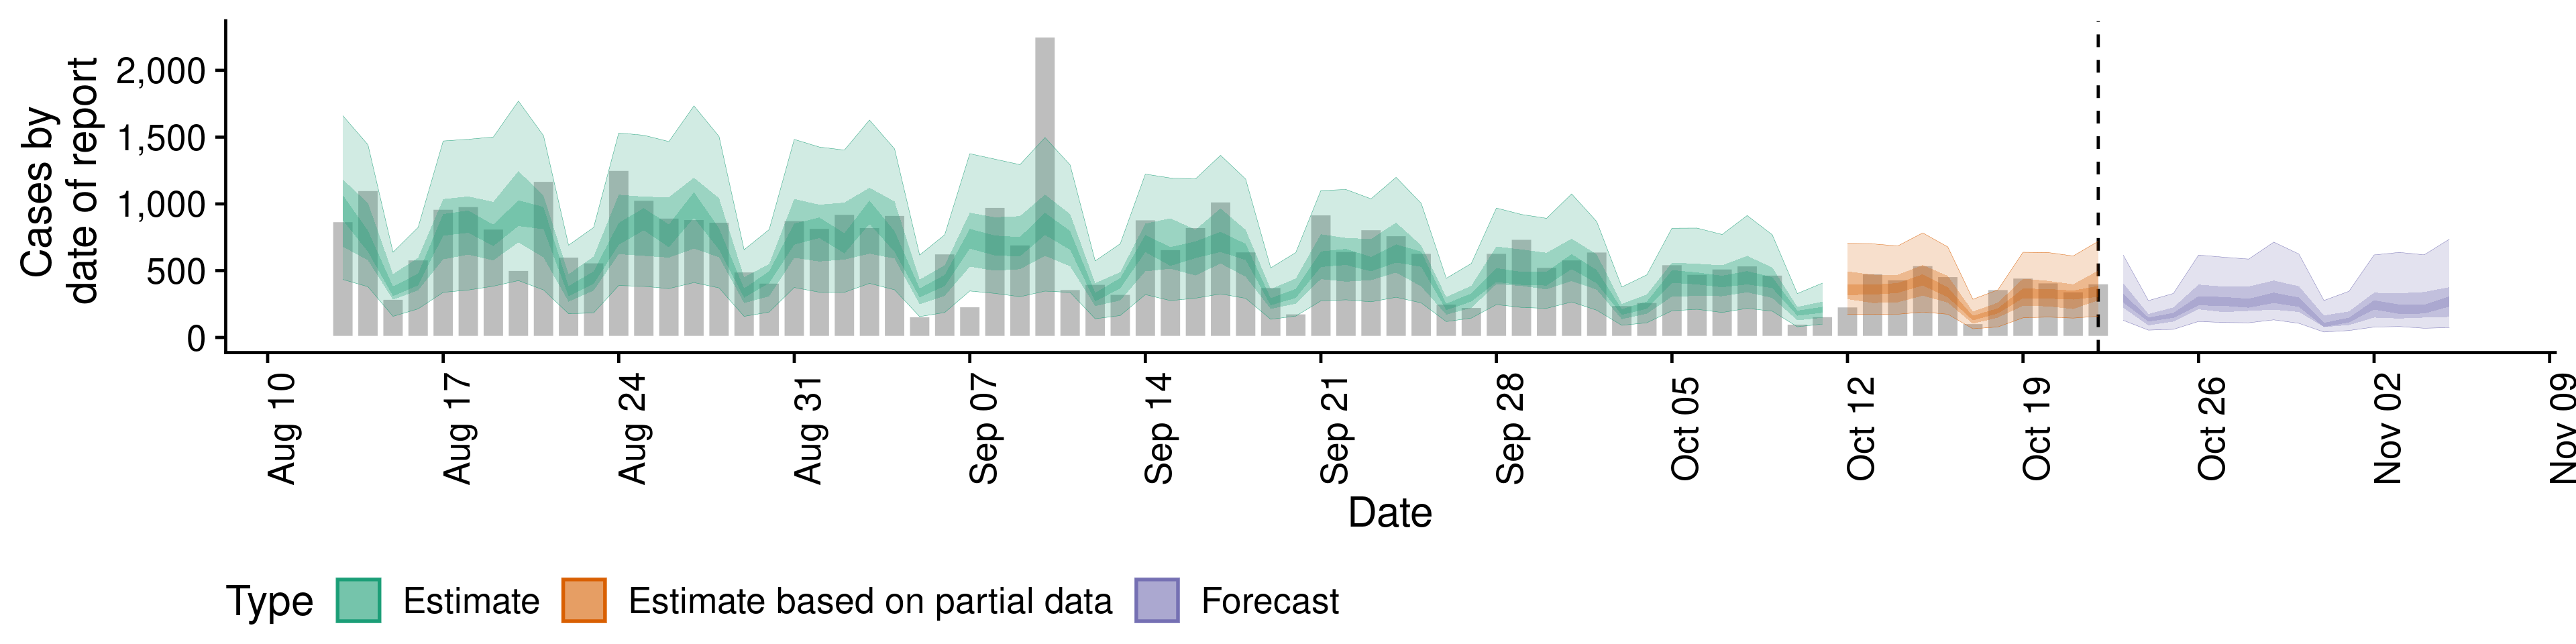 Cases by
date of report
2,000
1,500
1,000
500
0
Aug 10
Aug 17
Aug 24
Aug 31
Sep 07
Sep 14
Sep 21
Sep 28
Oct 05
Oct 12
Oct 19
Oct 26
Nov 02
Nov 09
Date
Type
Estimate
Estimate based on partial data
Forecast